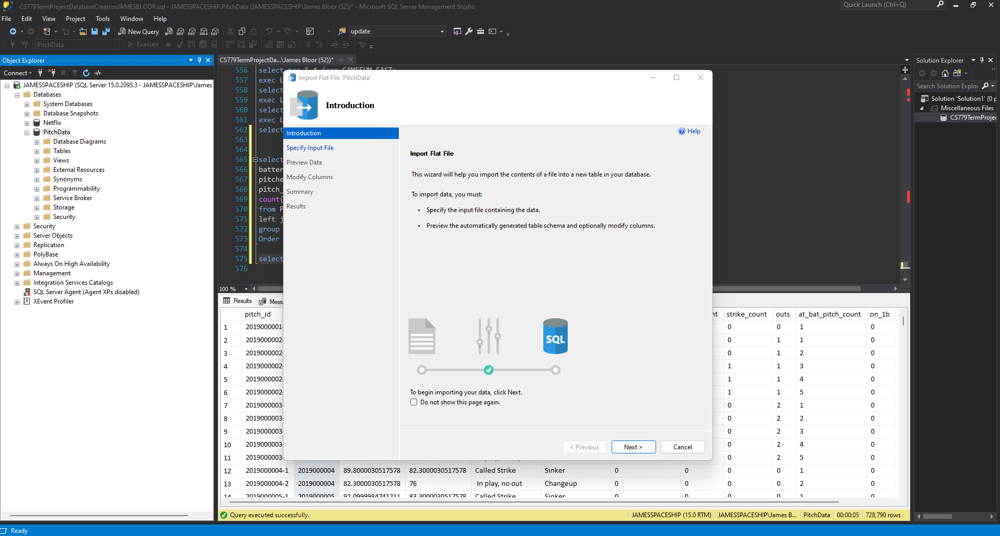 CS779TermProjectDatabaseCreationJAMESBLOOR.sql - JAMESSPACESHIP.PitchData (JAMESSPACESHIP\James Bloor (52))* - Microsoft SQL Server Management Studio
Quick Launch (Ctrl+Q)
File Edit View Project Tools Window Help
New Query MDX DMX XMLA DAX update
PitchData Execute
Object Explorer
Connect
JAMESSPACESHIP (SQL Server 15.0.2095.3 - JAMESSPACESHIP\James
Databases
System Databases
Database Snapshots
Netflix
PitchData
Database Diagrams
Tables
Views
External Resources
Synonyms
Programmability
Service Broker
Storage
Security
Security
Server Objects
Replication
PolyBase
Always On High Availability
Management
Integration Services Catalogs
SQL Server Agent (Agent XPs disabled)
XEvent Profiler
CS779TermProjectDa...\James Bloor (52))*
556 select top 5 * from GAMESUM_FACT;
557 exec L
558 select
559 exec L
560 select
561 exec L
562 select
563
564
565 select
566 batter
567 pitche
568 pitch_
569 count(
570 from P
571 left j
572 group
573 Order
574
575 select
576
100 %
Import Flat File 'PitchData'
Introduction
Introduction
Specify Input File
Preview Data
Modify Columns
Summary
Results
Help
Import Flat File
This wizard will help you import the contents of a file into a new table in your database.
To import data, you must:
• Specify the input file containing the data.
• Preview the automatically generated table schema and optionally modify columns.
SQL
To begin importing your data, click Next.
Do not show this page again.
< Previous Next > Cancel
Results Messa
pitch_id nt strike_count outs at_bat_pitch_count on_1b
1 2019000001- 0 0 1 0
2 2019000002- 0 1 1 0
3 2019000002- 0 1 2 0
4 2019000002- 1 1 3 0
5 2019000002- 1 1 4 0
6 2019000002- 1 1 5 0
7 2019000003- 0 2 1 0
8 2019000003- 0 2 2 0
9 2019000003- 0 2 3 0
10 2019000003- 0 2 4 0
11 2019000003- 0 2 5 0
12 2019000004-1 2019000004 89.8000030517578 82.3000030517578 Called Strike Sinker 0 0 0 0 1 0
13 2019000004-2 2019000004 82.3000030517578 76 In play, no out Changeup 0 0 0 0 2 0
14 2019000005-1 2019000005 92.0999984741211 83.3000030517578 Called Strike Sinker 0 0 0 0 1 0
Query executed successfully. JAMESSPACESHIP (15.0 RTM) JAMESSPACESHIP\James B... PitchData 00:00:05 728,790 rows
Solution Explorer
Search Solution Explor
Solution 'Solution1' (0 p
Miscellaneous Files
CS779TermProjec
Ready